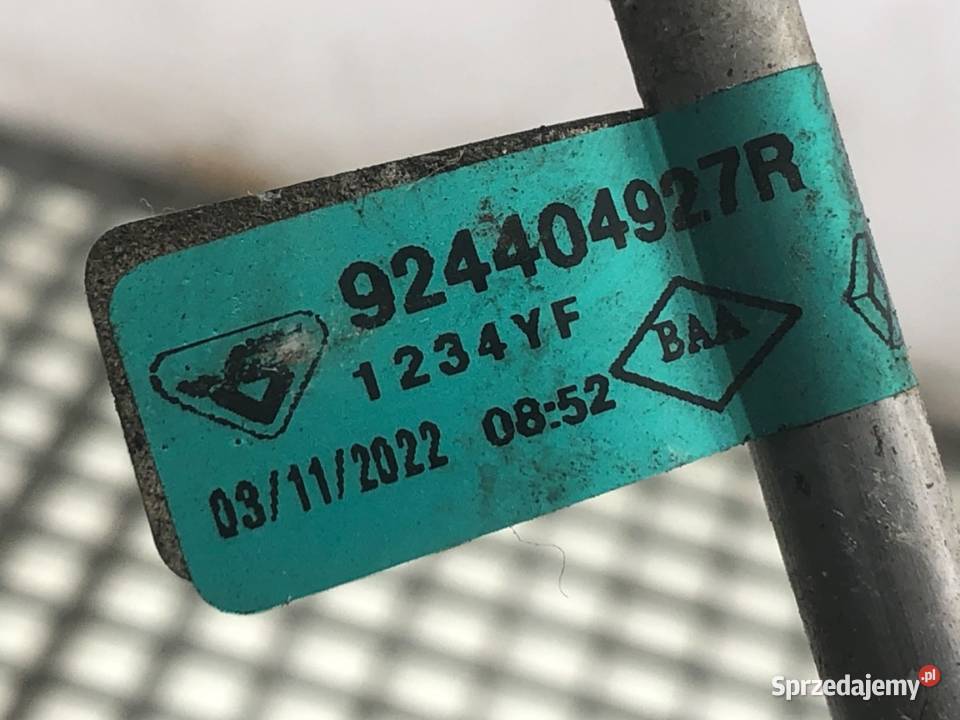 924404927R
1234YF
BAA
03/11/2022 08:52
Sprzedajemy.pl